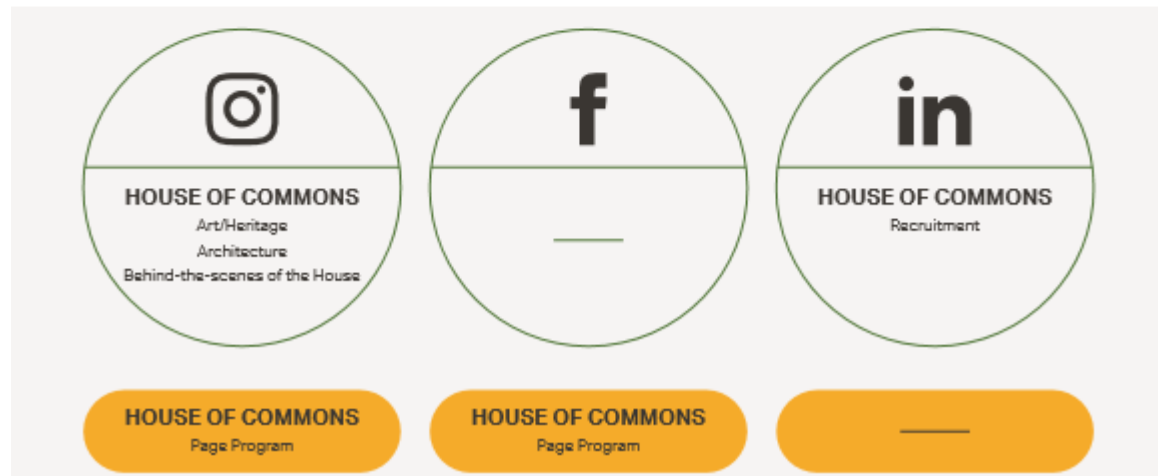 HOUSE OF COMMONS
Art/Heritage
Architecture
Behind-the-scenes of the House
HOUSE OF COMMONS
Recruitment
HOUSE OF COMMONS
Page Program
HOUSE OF COMMONS
Page Program